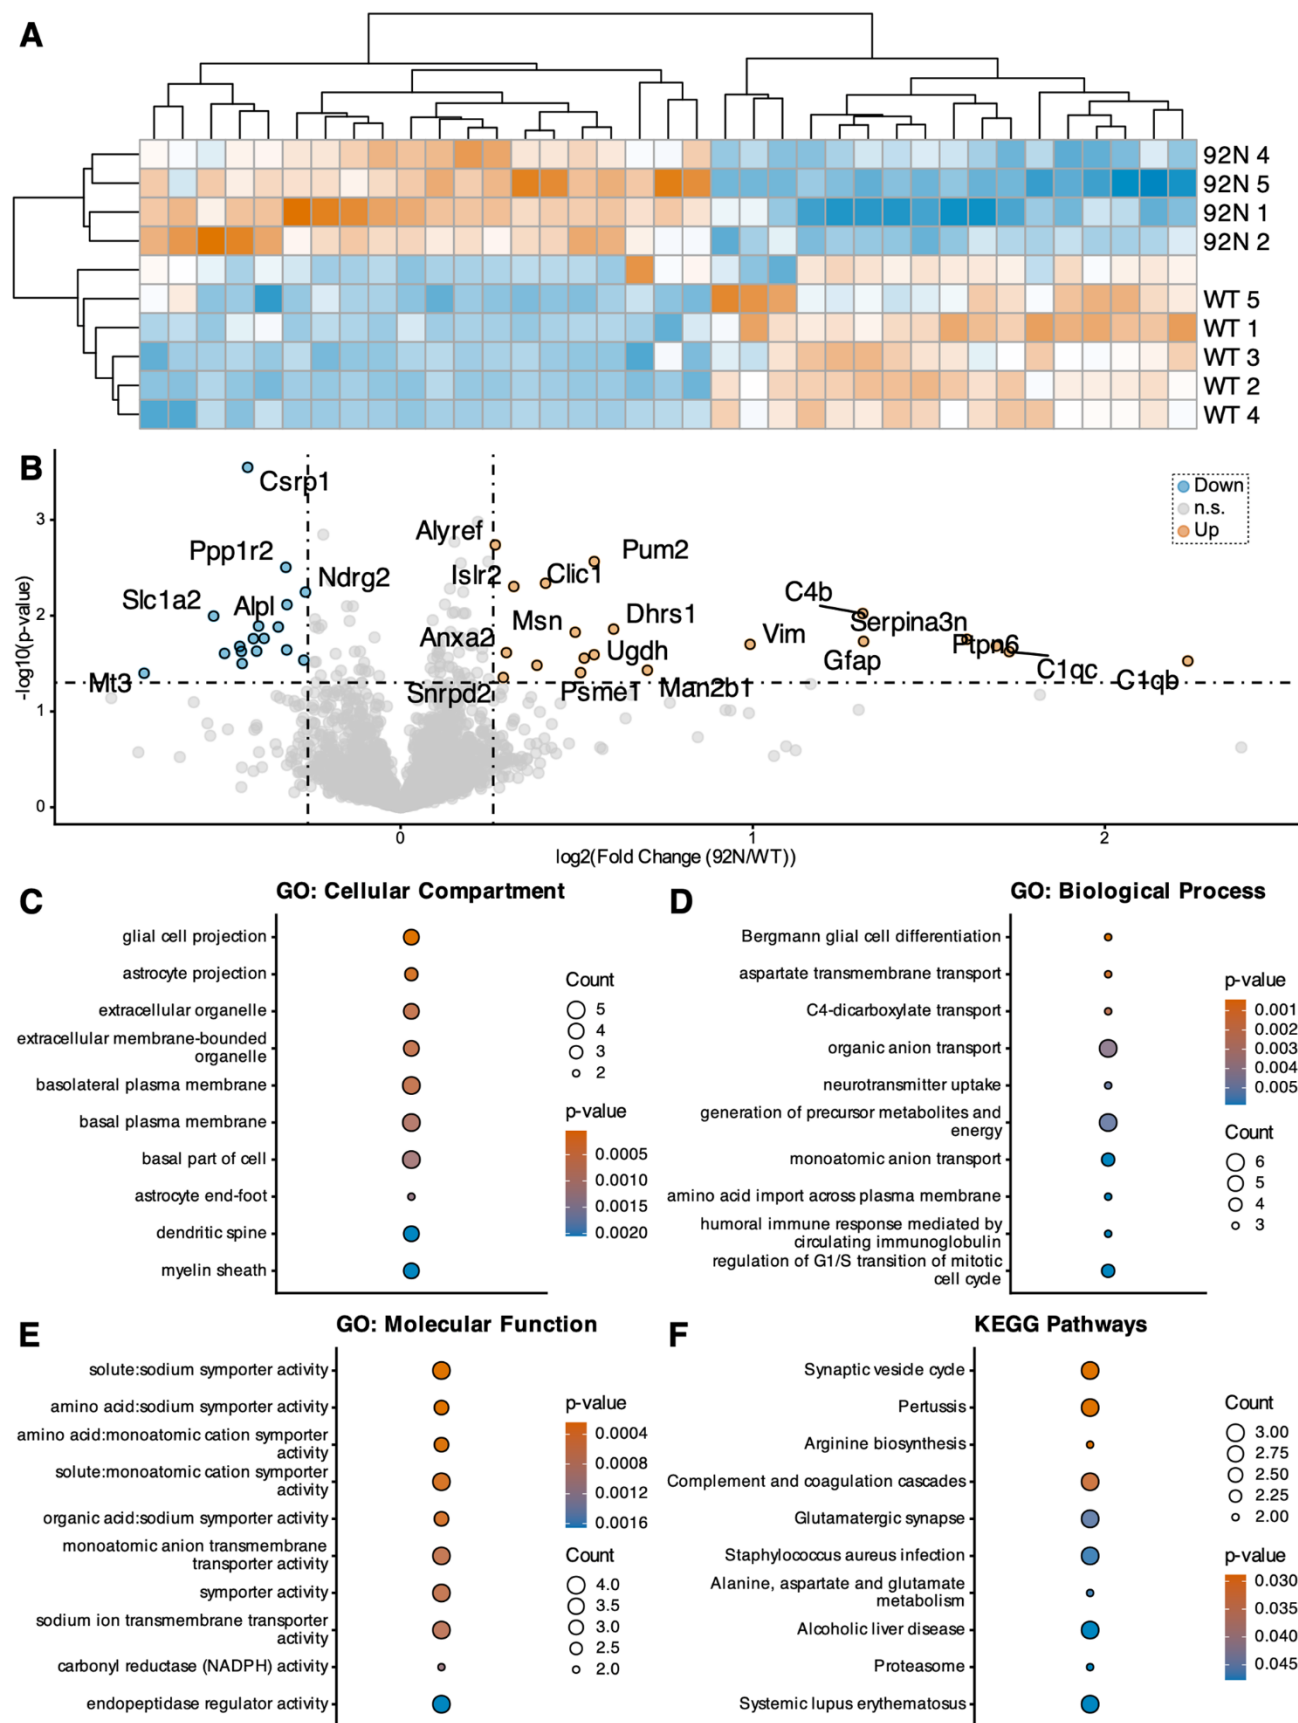 A
92N 4
92N 5
92N 1
92N 2
WT 5
WT 1
WT 3
WT 2
WT 4
B
Csrp1
Ppp1r2
Ndrg2
Slc1a2
Alpl
Mt3
Alyref
Pum2
Islr2
Clic1
C4b
Msn
Dhrs1
Serpina3n
Anxa2
Vim
Ptpn6
Ugdh
Gfap
C1qc
Snrpd2
Psme1
Man2b1
C1qb
Down
n.s.
Up
3
2
1
0
-log10(p-value)
0
1
2
log2(Fold Change (92N/WT))
C
GO: Cellular Compartment
glial cell projection
astrocyte projection
extracellular organelle
extracellular membrane-bounded
organelle
basolateral plasma membrane
basal plasma membrane
basal part of cell
astrocyte end-foot
dendritic spine
myelin sheath
Count
5
4
3
2
p-value
0.0005
0.0010
0.0015
0.0020
D
GO: Biological Process
Bergmann glial cell differentiation
aspartate transmembrane transport
C4-dicarboxylate transport
organic anion transport
neurotransmitter uptake
generation of precursor metabolites and
energy
monoatomic anion transport
amino acid import across plasma membrane
humoral immune response mediated by
circulating immunoglobulin
regulation of G1/S transition of mitotic
cell cycle
p-value
0.001
0.002
0.003
0.004
0.005
Count
6
5
4
3
E
GO: Molecular Function
solute:sodium symporter activity
amino acid:sodium symporter activity
amino acid:monoatomic cation symporter
activity
solute:monoatomic cation symporter
activity
organic acid:sodium symporter activity
monoatomic anion transmembrane
transporter activity
symporter activity
sodium ion transmembrane transporter
activity
carbonyl reductase (NADPH) activity
endopeptidase regulator activity
p-value
0.0004
0.0008
0.0012
0.0016
Count
4.0
3.5
3.0
2.5
2.0
F
KEGG Pathways
Synaptic vesicle cycle
Pertussis
Arginine biosynthesis
Complement and coagulation cascades
Glutamatergic synapse
Staphylococcus aureus infection
Alanine, aspartate and glutamate
metabolism
Alcoholic liver disease
Proteasome
Systemic lupus erythematosus
Count
3.00
2.75
2.50
2.25
2.00
p-value
0.030
0.035
0.040
0.045